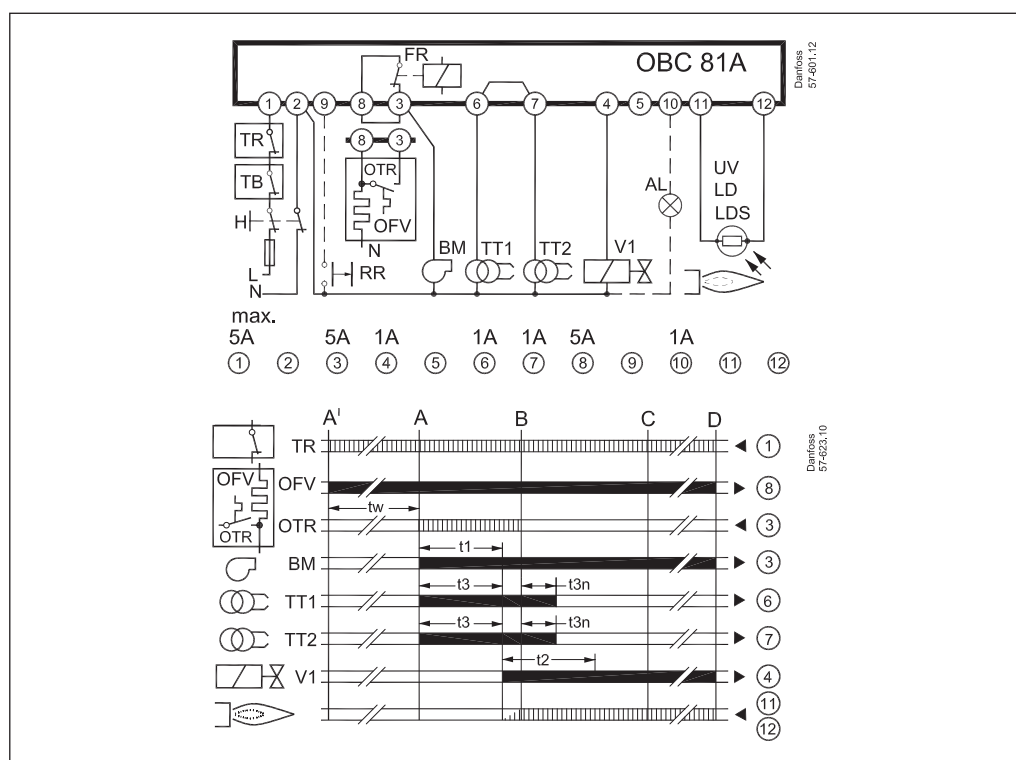 FR
OBC 81A
Danfoss
57-601.12
1 2 9 8 3 6 7 4 5 10 11 12
TR
8 3
TB
OTR
OFV
H
N
L
N
RR
BM
TT1
TT2
V1
AL
UV
LD
LDS
max.
5A 5A 1A 1A 1A 5A 1A
1 2 3 4 5 6 7 8 9 10 11 12
A' A B C D
TR 1
Danfoss
57-623.10
OFV OFV 8
tw
OTR OTR 3
t1
BM 3
t3 t3n
TT1 6
t3 t3n
TT2 7
t2
V1 4
11
12